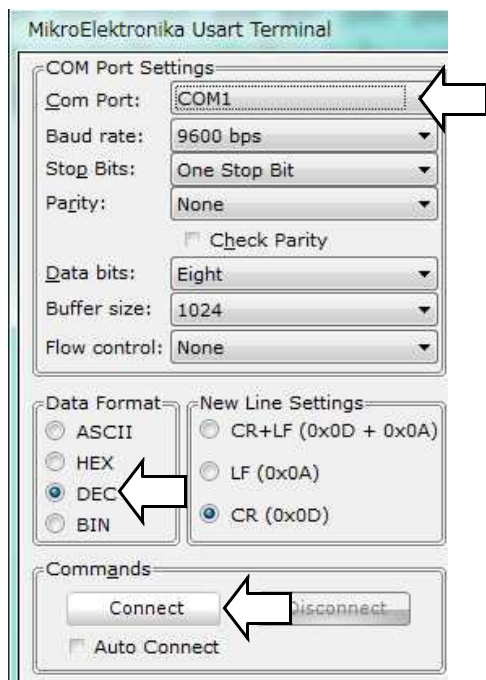 MikroElektronika Usart Terminal
COM Port Settings
Com Port: COM1
Baud rate: 9600 bps
Stop Bits: One Stop Bit
Parity: None
Check Parity
Data bits: Eight
Buffer size: 1024
Flow control: None
Data Format
ASCII
HEX
DEC
BIN
New Line Settings
CR+LF (0x0D + 0x0A)
LF (0x0A)
CR (0x0D)
Commands
Connect Disconnect
Auto Connect